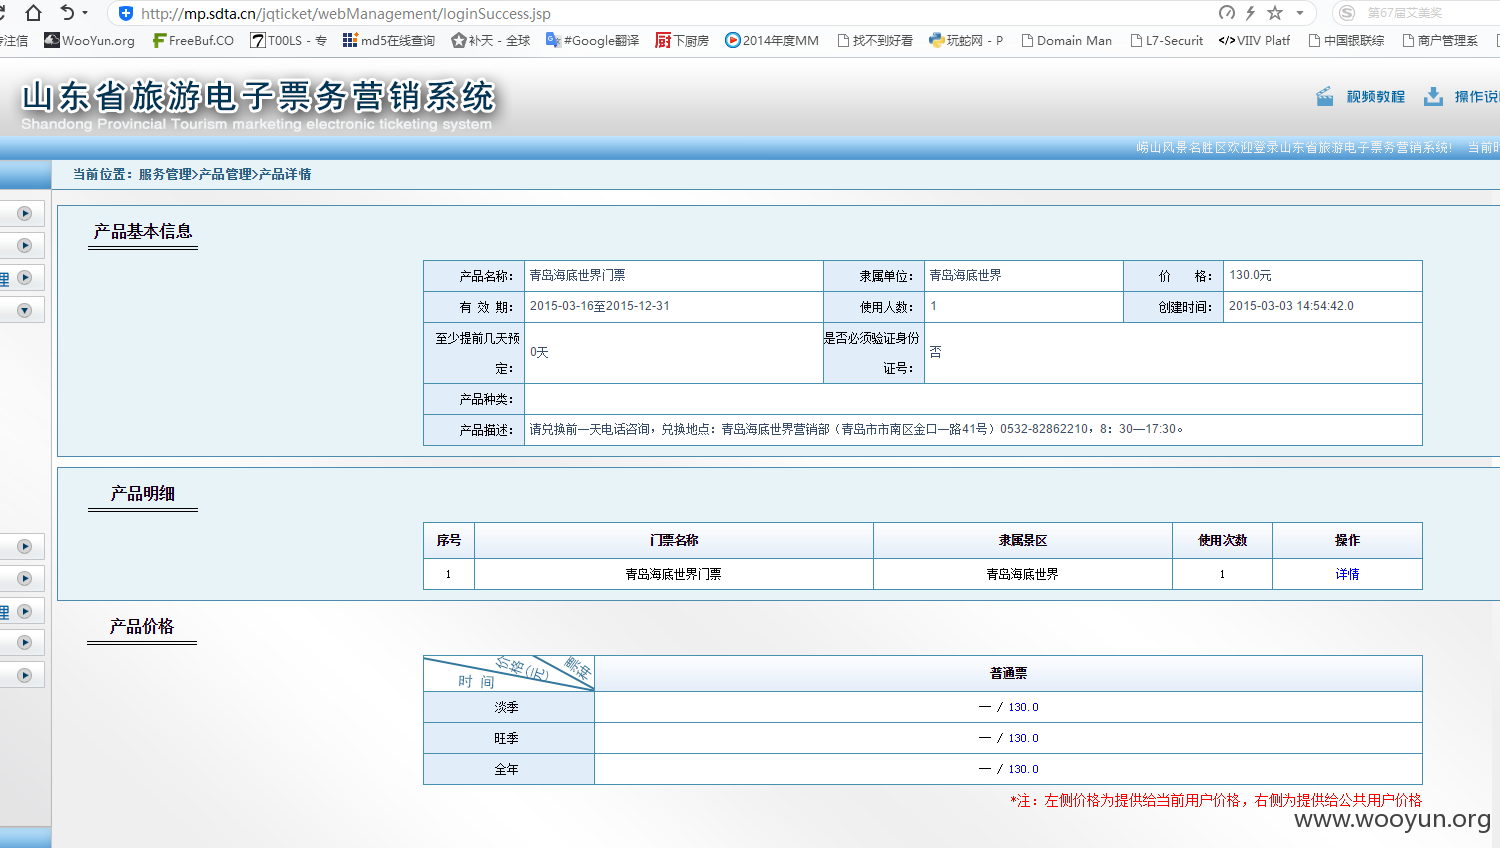 http://mp.sdta.cn/jqticket/webManagement/loginSuccess.jsp
第67届艾美奖
注信 WooYun.org FreeBuf.CO T00LS - 专 md5在线查询 补天 - 全球 #Google翻译 下厨房 2014年度MM 找不到好看 玩蛇网 - P Domain Man L7-Securit VIIV Platf 中国银联综 商户管理系
山东省旅游电子票务营销系统
Shandong Provincial Tourism marketing electronic ticketing system
视频教程 操作说
崂山风景名胜区欢迎登录山东省旅游电子票务营销系统! 当前时
当前位置：服务管理>产品管理>产品详情
理
产品基本信息
产品名称： 青岛海底世界门票 隶属单位： 青岛海底世界 价 格： 130.0元
有 效 期： 2015-03-16至2015-12-31 使用人数： 1 创建时间： 2015-03-03 14:54:42.0
至少提前几天预定： 0天 是否必须验证身份证号： 否
产品种类：
产品描述： 请兑换前一天电话咨询，兑换地点：青岛海底世界营销部（青岛市市南区金口一路41号）0532-82862210，8：30—17:30。
产品明细
序号 门票名称 隶属景区 使用次数 操作
1 青岛海底世界门票 青岛海底世界 1 详情
理
产品价格
时 间 价格(元) 票种 普通票
淡季 — / 130.0
旺季 — / 130.0
全年 — / 130.0
*注：左侧价格为提供给当前用户价格，右侧为提供给公共用户价格
www.wooyun.org